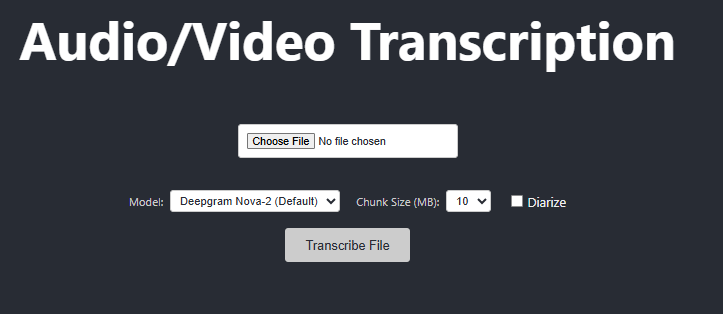 Audio/Video Transcription
Choose File No file chosen
Model: Deepgram Nova-2 (Default) Chunk Size (MB): 10 Diarize
Transcribe File